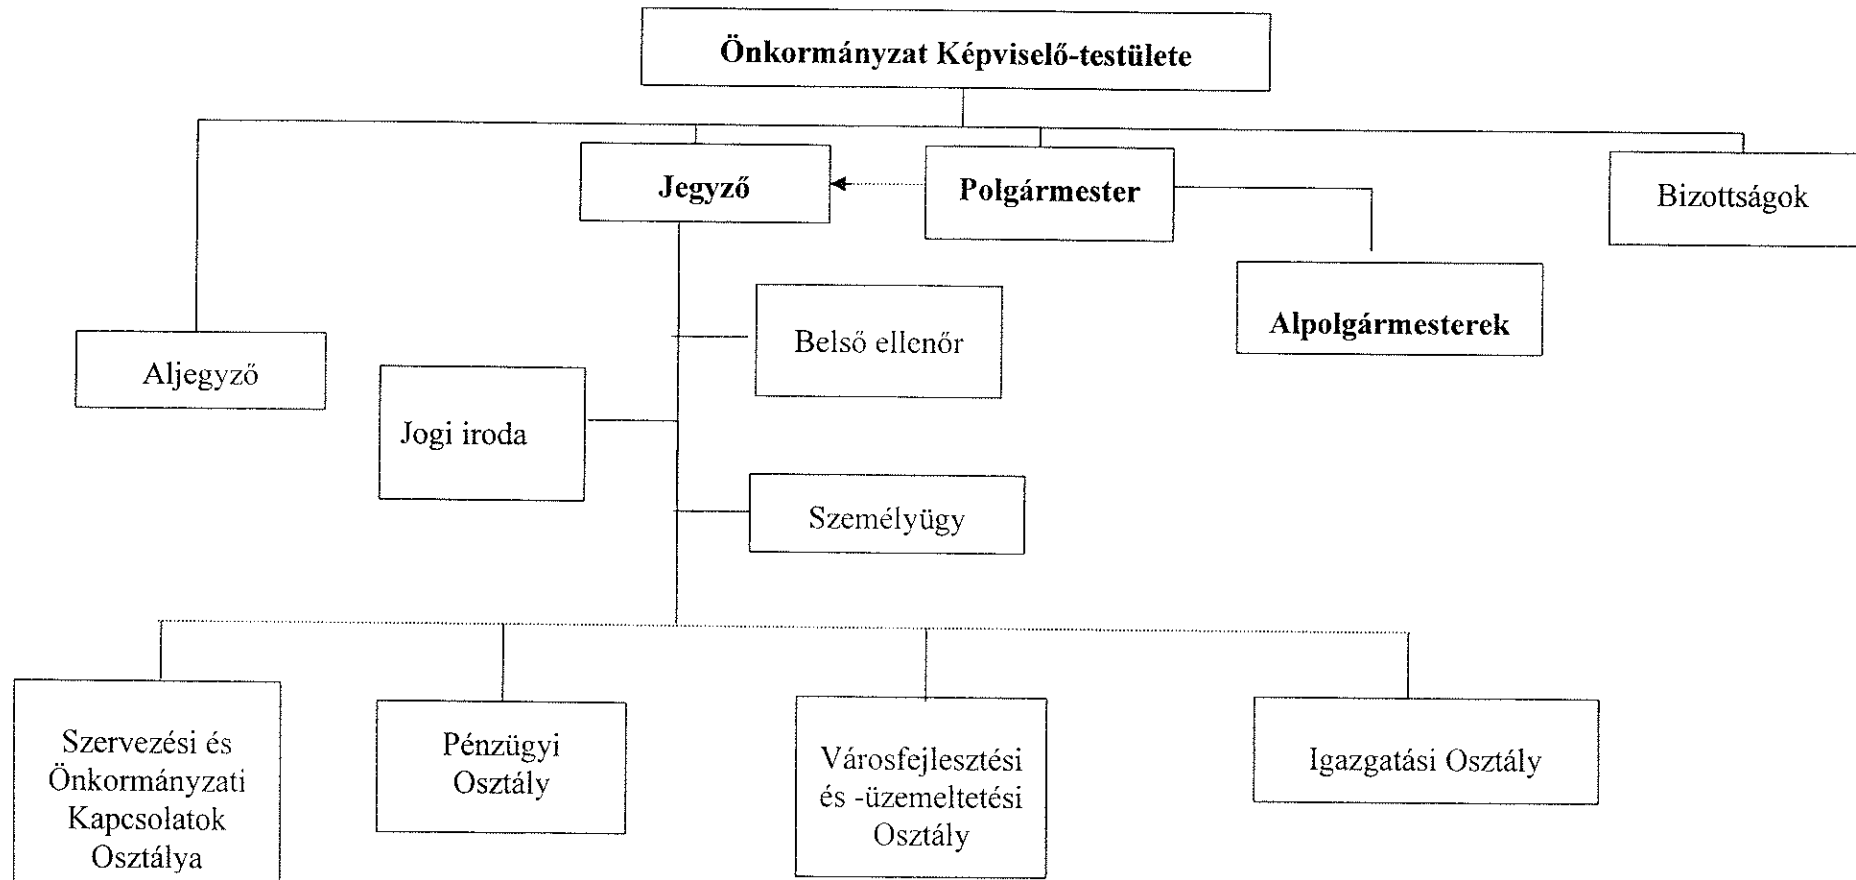 Önkormányzat Képviselő-testülete
Jegyző
Polgármester
Bizottságok
Alpolgármesterek
Belső ellenőr
Aljegyző
Jogi iroda
Személyügy
Szervezési és
Önkormányzati
Kapcsolatok
Osztálya
Pénzügyi
Osztály
Városfejlesztési
és -üzemeltetési
Osztály
Igazgatási Osztály